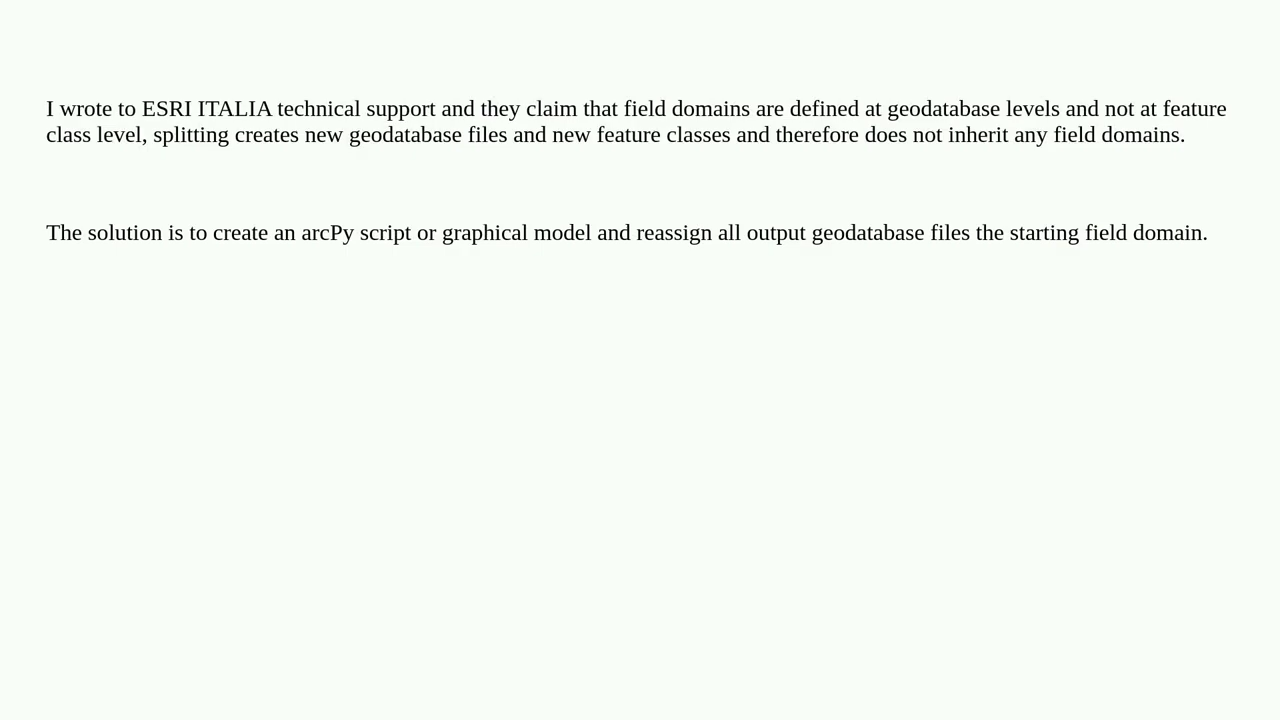 I wrote to ESRI ITALIA technical support and they claim that field domains are defined at geodatabase levels and not at feature
class level, splitting creates new geodatabase files and new feature classes and therefore does not inherit any field domains.
The solution is to create an arcPy script or graphical model and reassign all output geodatabase files the starting field domain.